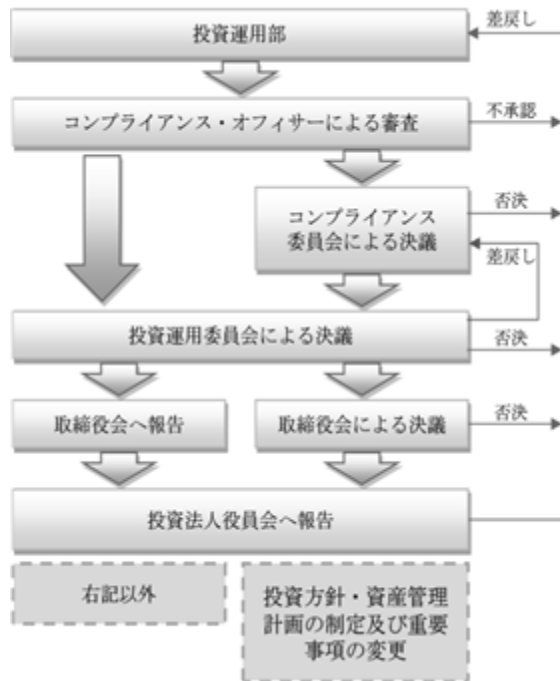 投資運用部
差戻し
コンプライアンス・オフィサーによる審査
不承認
コンプライアンス
委員会による決議
否決
差戻し
投資運用委員会による決議
否決
取締役会へ報告
取締役会による決議
否決
投資法人役員会へ報告
右記以外
投資方針・資産管理
計画の制定及び重要
事項の変更